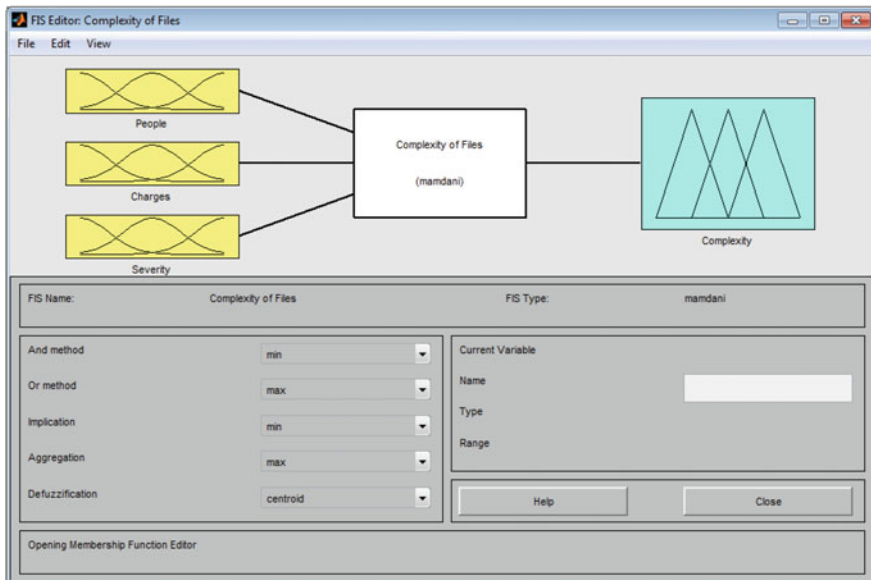 FIS Editor: Complexity of Files
File Edit View
People
Charges
Severity
Complexity of Files
(mamdani)
Complexity
FIS Name: Complexity of Files FIS Type: mamdani
And method min
Or method max
Implication min
Aggregation max
Defuzzification centroid
Current Variable
Name
Type
Range
Help Close
Opening Membership Function Editor